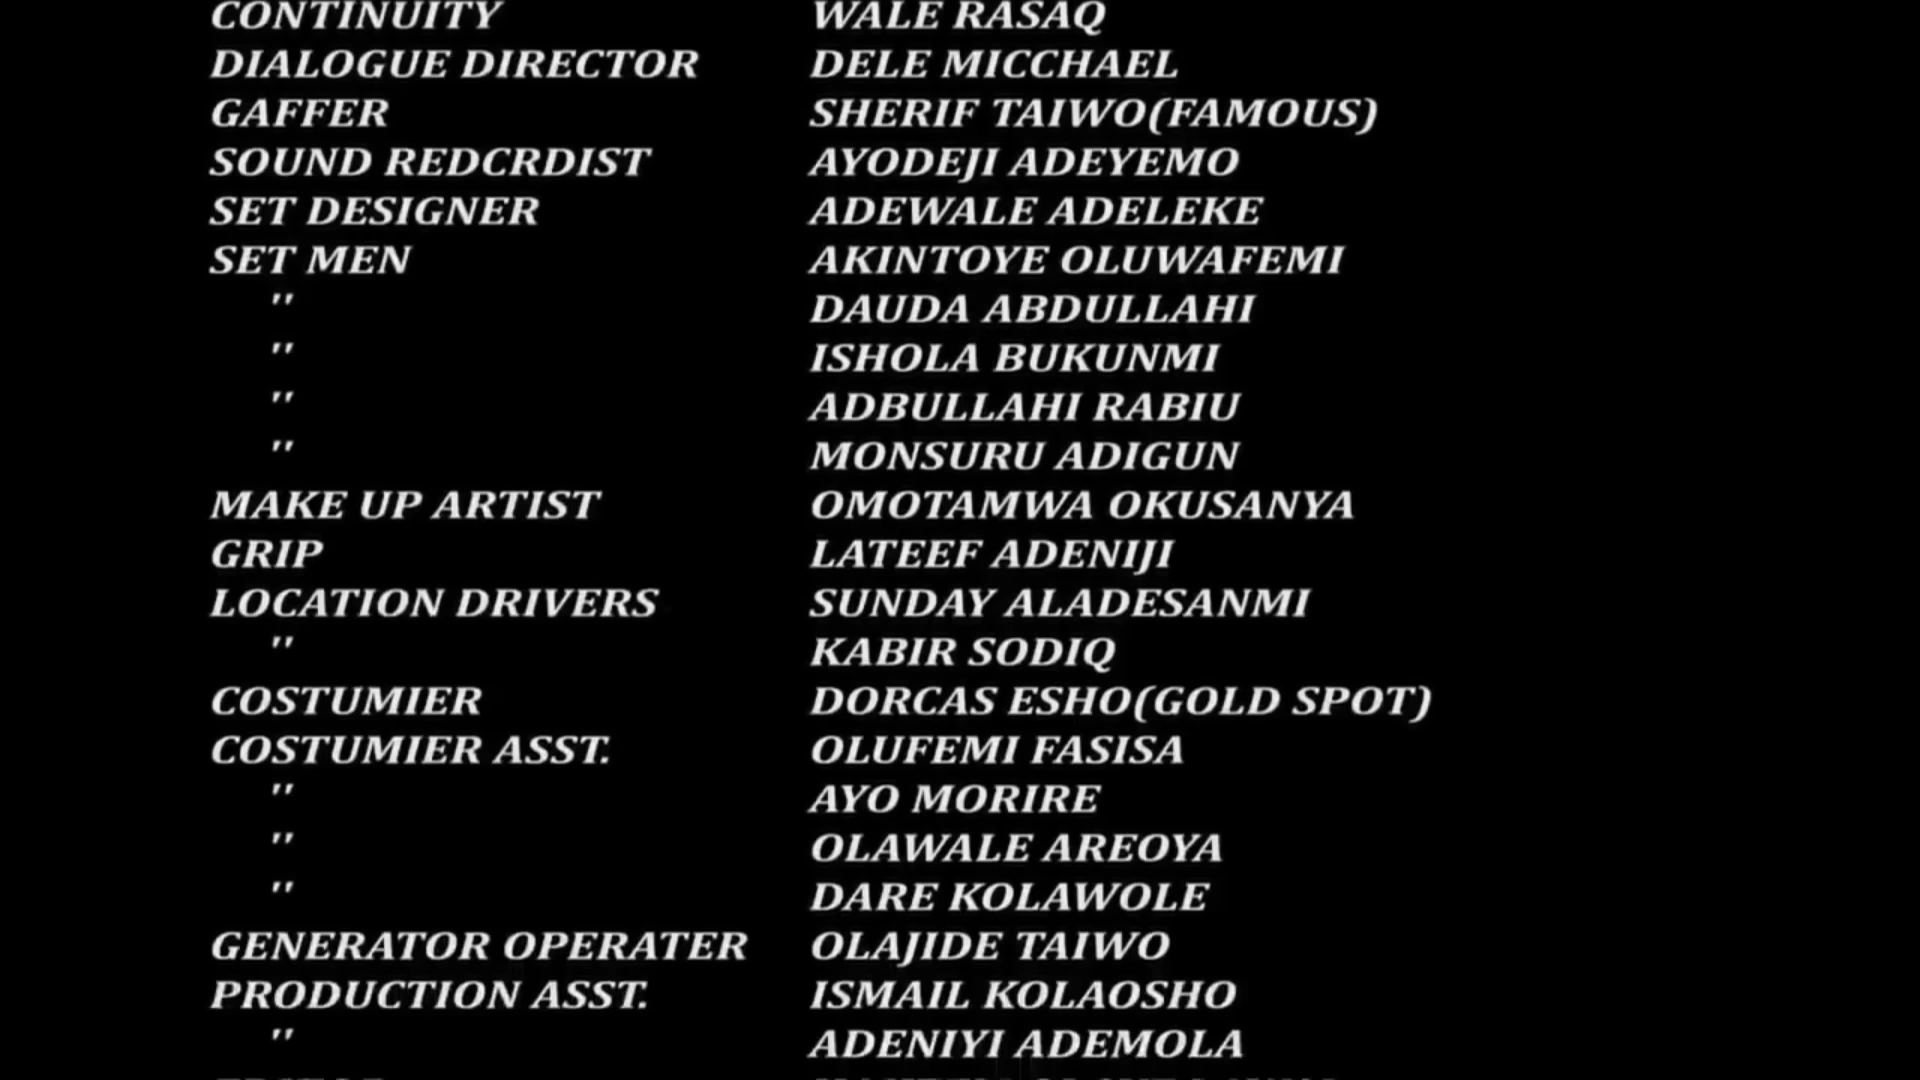 CONTINUITY WALE RASAQ
DIALOGUE DIRECTOR DELE MICCHAEL
GAFFER SHERIF TAIWO(FAMOUS)
SOUND REDCRDIST AYODEJI ADEYEMO
SET DESIGNER ADEWALE ADELEKE
SET MEN AKINTOYE OLUWAFEMI
" DAUDA ABDULLAHI
" ISHOLA BUKUNMI
" ADBULLAHI RABIU
" MONSURU ADIGUN
MAKE UP ARTIST OMOTAMWA OKUSANYA
GRIP LATEEF ADENIJI
LOCATION DRIVERS SUNDAY ALADESANMI
" KABIR SODIQ
COSTUMIER DORCAS ESHO(GOLD SPOT)
COSTUMIER ASST. OLUFEMI FASISA
" AYO MORIRE
" OLAWALE AREOYA
" DARE KOLAWOLE
GENERATOR OPERATER OLAJIDE TAIWO
PRODUCTION ASST. ISMAIL KOLAOSHO
" ADENIYI ADEMOLA